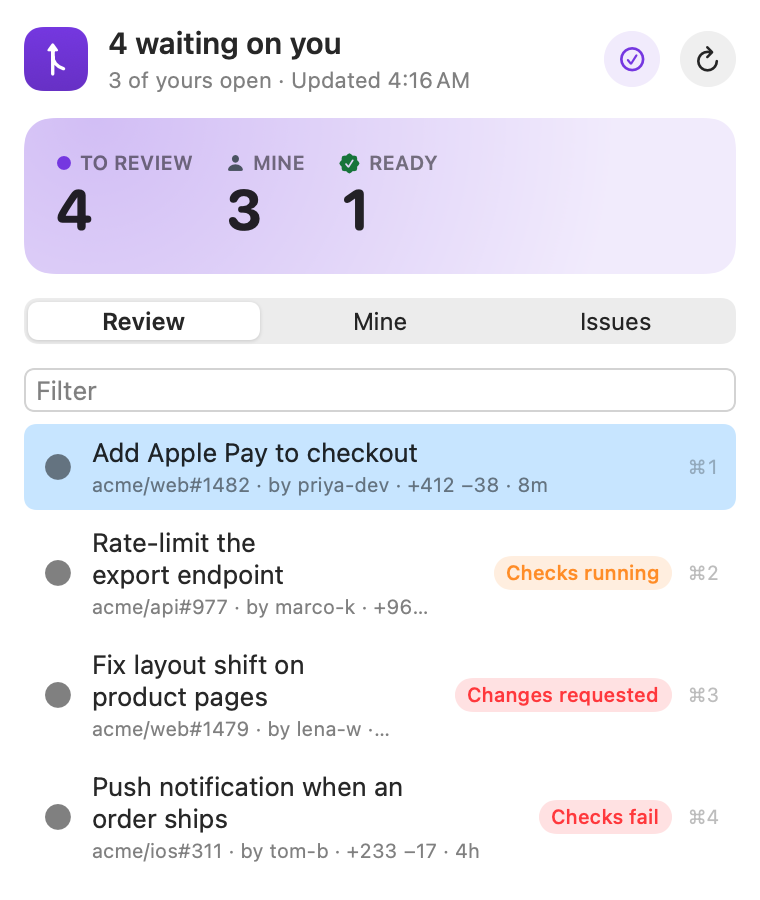 4 waiting on you
3 of yours open · Updated 4:16 AM
TO REVIEW MINE READY
4 3 1
Review Mine Issues
Filter
Add Apple Pay to checkout
acme/web#1482 · by priya-dev · +412 −38 · 8m
⌘1
Rate-limit the
export endpoint
acme/api#977 · by marco-k · +96…
Checks running ⌘2
Fix layout shift on
product pages
acme/web#1479 · by lena-w ·…
Changes requested ⌘3
Push notification when an
order ships
acme/ios#311 · by tom-b · +233 −17 · 4h
Checks fail ⌘4